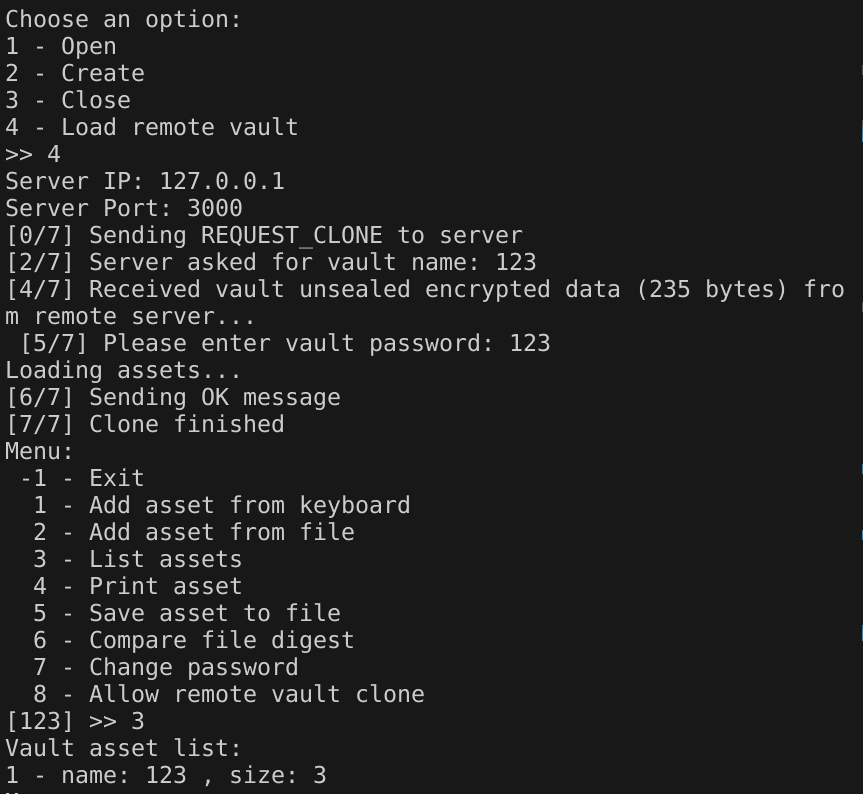 Choose an option:
1 - Open
2 - Create
3 - Close
4 - Load remote vault
>> 4
Server IP: 127.0.0.1
Server Port: 3000
[0/7] Sending REQUEST_CLONE to server
[2/7] Server asked for vault name: 123
[4/7] Received vault unsealed encrypted data (235 bytes) fro
m remote server...
 [5/7] Please enter vault password: 123
Loading assets...
[6/7] Sending OK message
[7/7] Clone finished
Menu:
 -1 - Exit
  1 - Add asset from keyboard
  2 - Add asset from file
  3 - List assets
  4 - Print asset
  5 - Save asset to file
  6 - Compare file digest
  7 - Change password
  8 - Allow remote vault clone
[123] >> 3
Vault asset list:
1 - name: 123 , size: 3